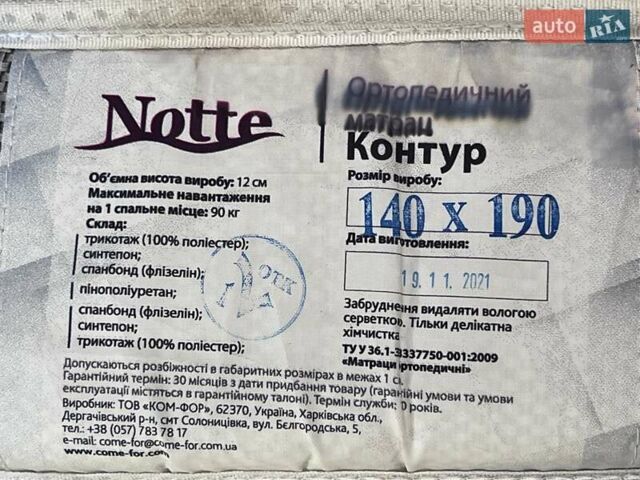 auto RIA
Notte
Ортопедичний
матрац
Контур
Об'ємна висота виробу: 12 см
Максимальне навантаження
на 1 спальне місце: 90 кг
Склад:
трикотаж (100% поліестер);
синтепон;
спанбонд (флізелін);
пінополіуретан;
спанбонд (флізелін);
синтепон;
трикотаж (100% поліестер);
ОТК
Розмір виробу:
140 x 190
Дата виготовлення:
19.11.2021
Забруднення видаляти вологою
серветкою. Тільки делікатна
хімчистка
ТУ У 36.1-3337750-001:2009
«Матраци ортопедичні»
Допускаються розбіжності в габаритних розмірах в межах 1 см.
Гарантійний термін: 30 місяців з дати придбання товару (гарантійні умови та умови
експлуатації містяться в гарантійному талоні). Термін служби: 0 років.
Виробник: ТОВ «КОМ-ФОР», 62370, Україна, Харківська обл.,
Дергачівський р-н, смт Солоницівка, вул. Бєлгородська, 5,
тел.: +38 (057) 783 78 17
e-mail: come-for@come-for.com.ua
www.come-for.com